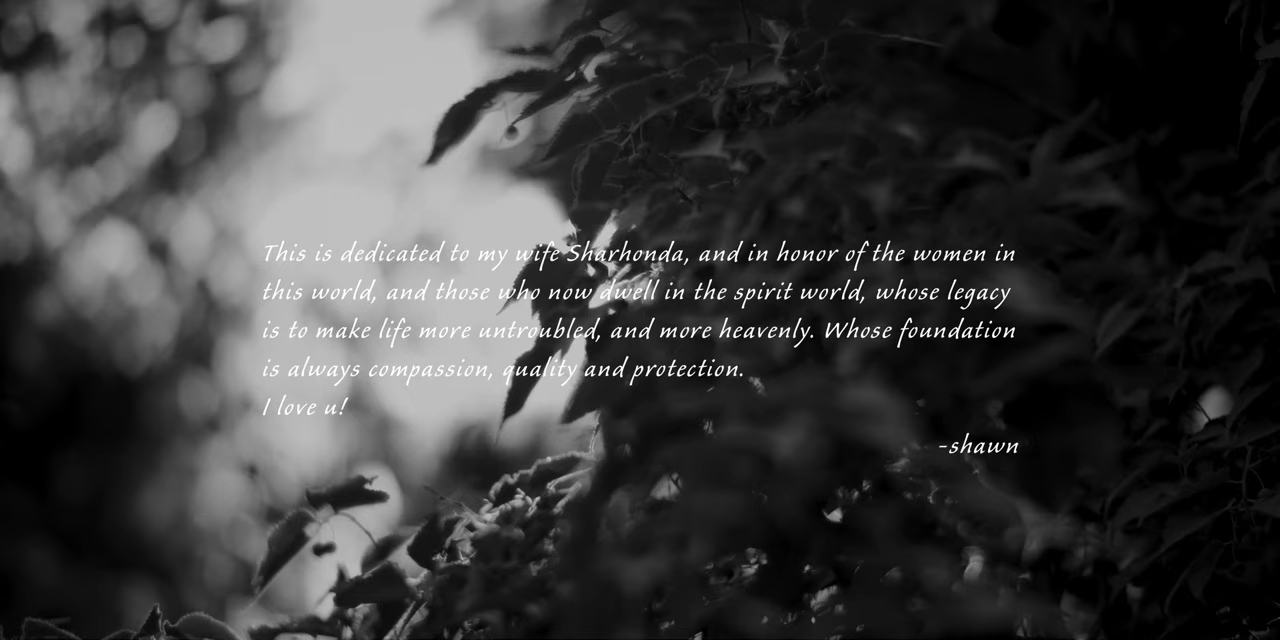 This is dedicated to my wife Sharhonda, and in honor of the women in
this world, and those who now dwell in the spirit world, whose legacy
is to make life more untroubled, and more heavenly. Whose foundation
is always compassion, quality and protection.
I love u!
-shawn